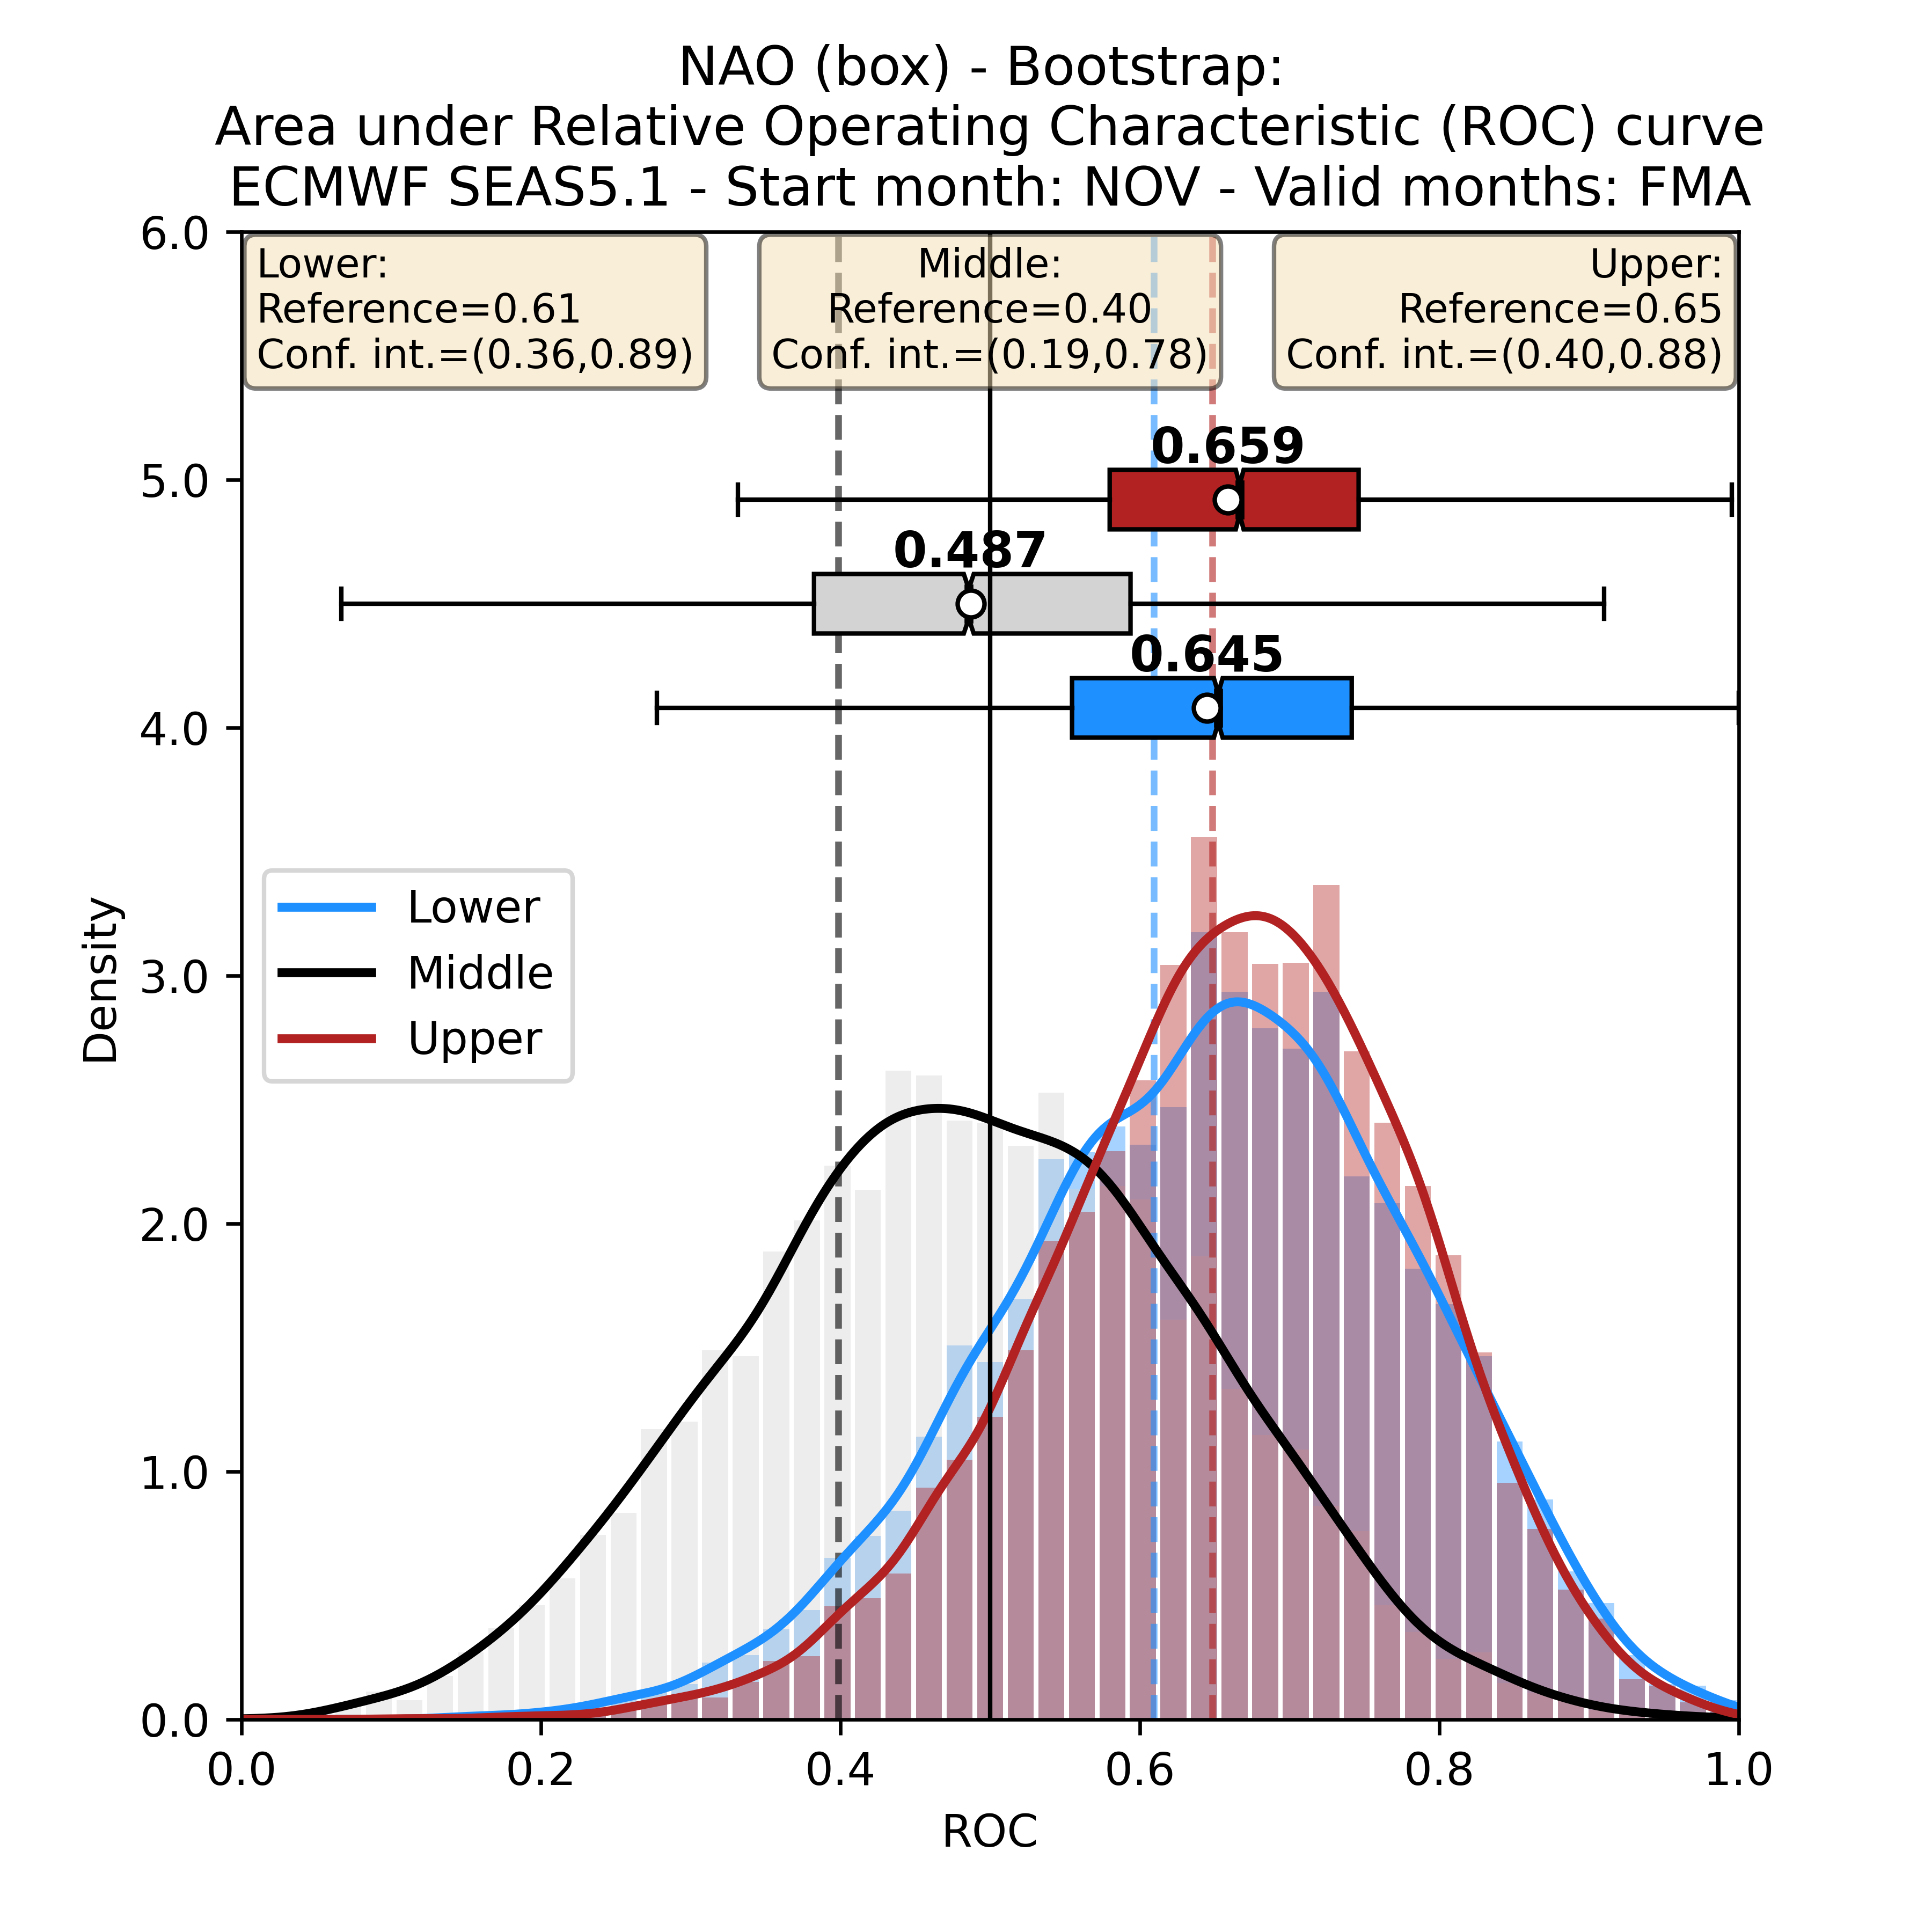 NAO (box) - Bootstrap:
Area under Relative Operating Characteristic (ROC) curve
ECMWF SEAS5.1 - Start month: NOV - Valid months: FMA
Lower:
Reference=0.61
Conf. int.=(0.36,0.89)
Middle:
Reference=0.40
Conf. int.=(0.19,0.78)
Upper:
Reference=0.65
Conf. int.=(0.40,0.88)
0.659
0.487
0.645
Lower
Middle
Upper
Density
6.0
5.0
4.0
3.0
2.0
1.0
0.0
0.0 0.2 0.4 0.6 0.8 1.0
ROC